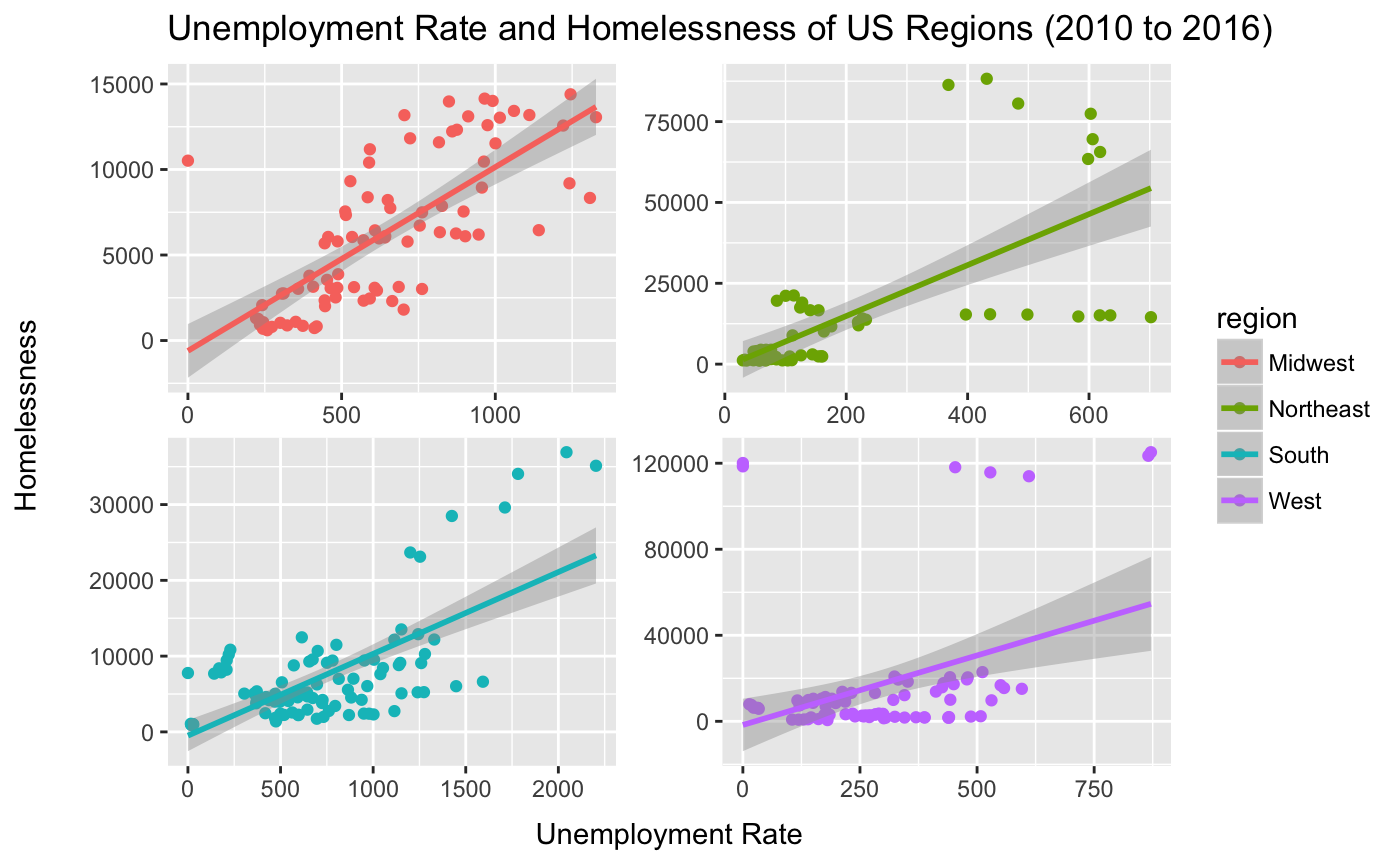 Unemployment Rate and Homelessness of US Regions (2010 to 2016)
Homelessness
15000
10000
5000
0
0 500 1000
75000
50000
25000
0
0 200 400 600
30000
20000
10000
0
0 500 1000 1500 2000
120000
80000
40000
0
0 250 500 750
Unemployment Rate
region
Midwest
Northeast
South
West